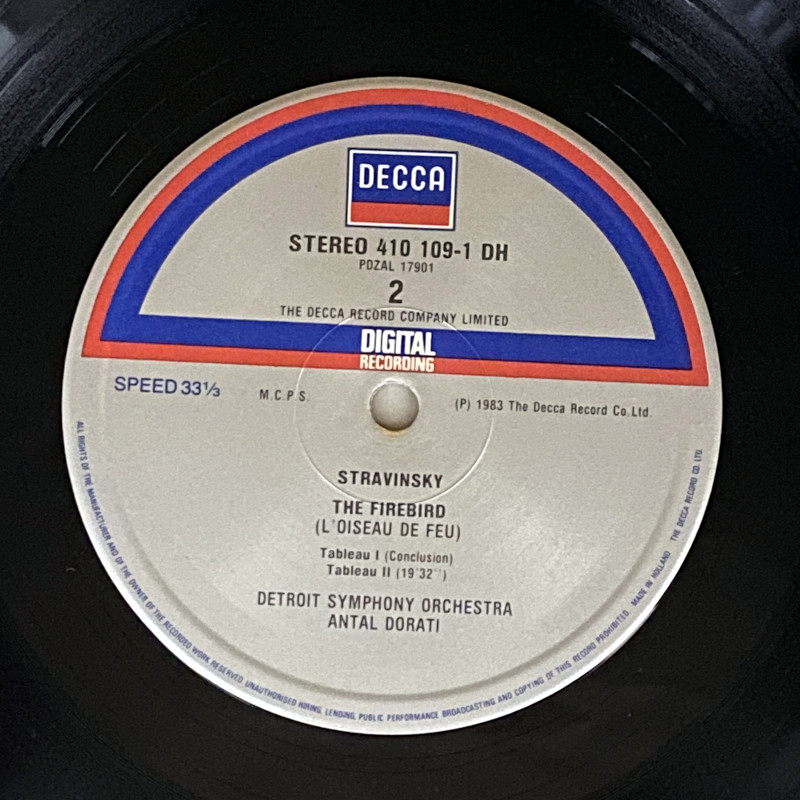 DECCA
STEREO 410 109-1 DH
PDZAL 17901
2
THE DECCA RECORD COMPANY LIMITED
DIGITAL
RECORDING
SPEED 33⅓
M.C.P.S.
(P) 1983 The Decca Record Co. Ltd.
STRAVINSKY
THE FIREBIRD
(L'OISEAU DE FEU)
Tableau I (Conclusion)
Tableau II (19'32'')
DETROIT SYMPHONY ORCHESTRA
ANTAL DORATI
ALL RIGHTS OF THE MANUFACTURER AND OF THE OWNER OF THE RECORDED WORK RESERVED. UNAUTHORISED HIRING, LENDING, PUBLIC PERFORMANCE BROADCASTING AND COPYING OF THIS RECORD PROHIBITED. MADE IN HOLLAND THE DECCA RECORD CO. LTD.